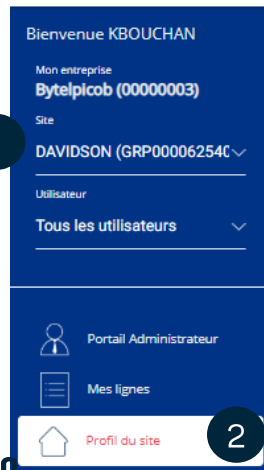 Bienvenue KBOUCHAN
Mon entreprise
Bytelpicob (00000003)
Site
DAVIDSON (GRP000062540
Utilisateur
Tous les utilisateurs
Portail Administrateur
Mes lignes
Profil du site
2